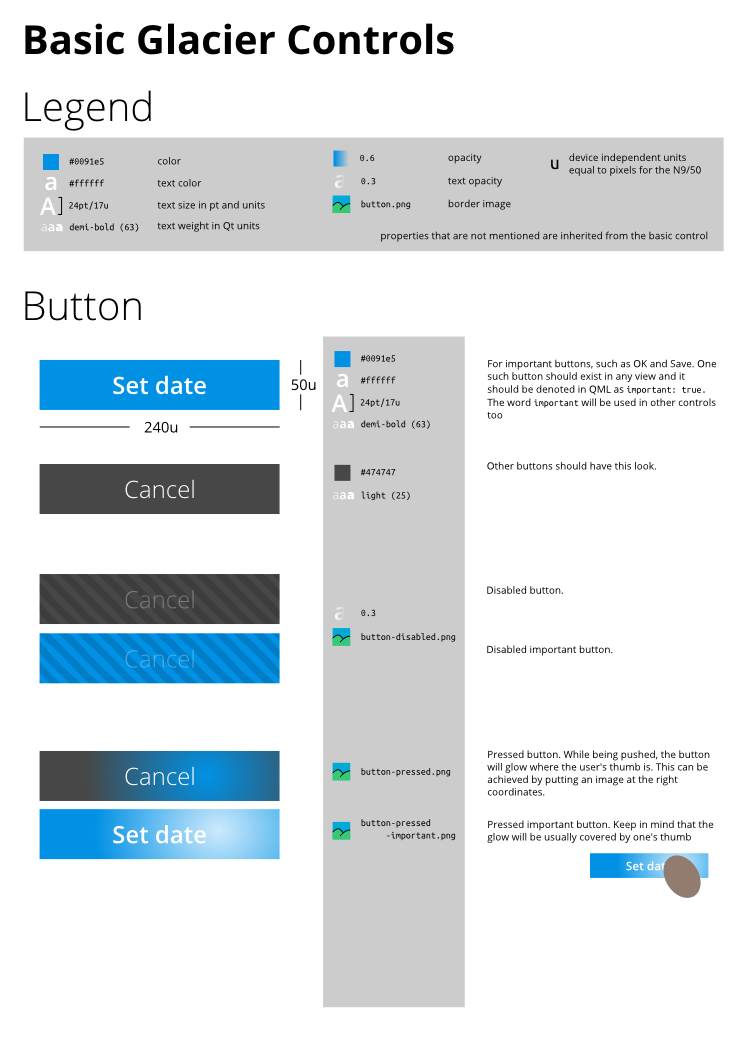 Basic Glacier Controls
Legend
#0091e5 color
a #ffffff text color
A 24pt/17u text size in pt and units
aaa demi-bold (63) text weight in Qt units
0.6 opacity
a 0.3 text opacity
button.png border image
u device independent units
equal to pixels for the N9/50
properties that are not mentioned are inherited from the basic control
Button
Set date
50u
240u
#0091e5
a #ffffff
A 24pt/17u
aaa demi-bold (63)
For important buttons, such as OK and Save. One
such button should exist in any view and it
should be denoted in QML as important: true.
The word important will be used in other controls
too
Cancel
#474747
aaa light (25)
Other buttons should have this look.
Cancel
Cancel
a 0.3
button-disabled.png
Disabled button.
Disabled important button.
Cancel
button-pressed.png
Pressed button. While being pushed, the button
will glow where the user's thumb is. This can be
achieved by putting an image at the right
coordinates.
Set date
button-pressed
-important.png
Pressed important button. Keep in mind that the
glow will be usually covered by one's thumb
Set dat